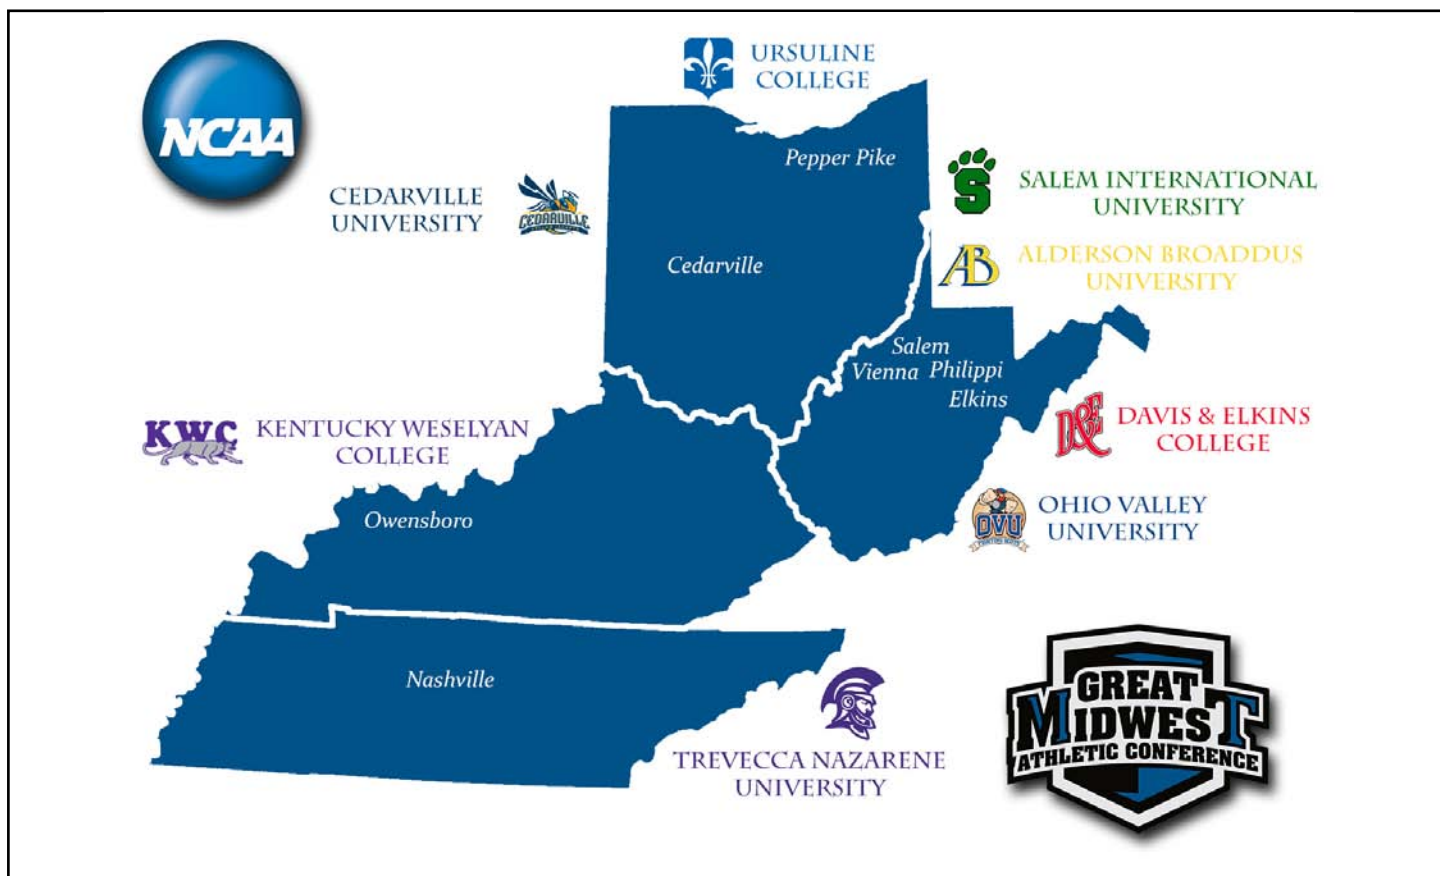 NCAA
URSULINE
COLLEGE
Pepper Pike
CEDARVILLE
UNIVERSITY
CEDARVILLE
S
SALEM INTERNATIONAL
UNIVERSITY
Cedarville
AB
ALDERSON BROADDUS
UNIVERSITY
Salem
Vienna
Philippi
Elkins
KWC
KENTUCKY WESELYAN
COLLEGE
D&E
DAVIS & ELKINS
COLLEGE
Owensboro
OVU
OHIO VALLEY
UNIVERSITY
Nashville
TREVECCA NAZARENE
UNIVERSITY
GREAT
MIDWEST
ATHLETIC CONFERENCE